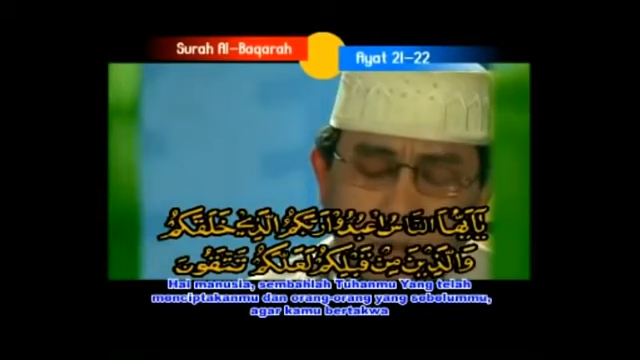 Surah Al-Baqarah
Ayat 21-22
يَا أَيُّهَا النَّاسُ اعْبُدُوا رَبَّكُمُ الَّذِي خَلَقَكُمْ
وَالَّذِينَ مِنْ قَبْلِكُمْ لَعَلَّكُمْ تَتَّقُونَ
Hai manusia, sembahlah Tuhanmu Yang telah
menciptakanmu dan orang-orang yang sebelummu,
agar kamu bertakwa